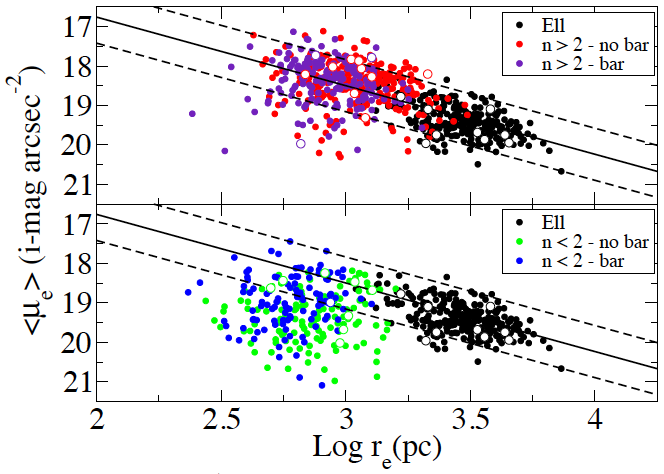 17
18
19
20
21
Ell
n > 2 - no bar
n > 2 - bar
<μe> (i-mag arcsec-2)
17
18
19
20
21
Ell
n < 2 - no bar
n < 2 - bar
2 2.5 3 3.5 4
Log re(pc)